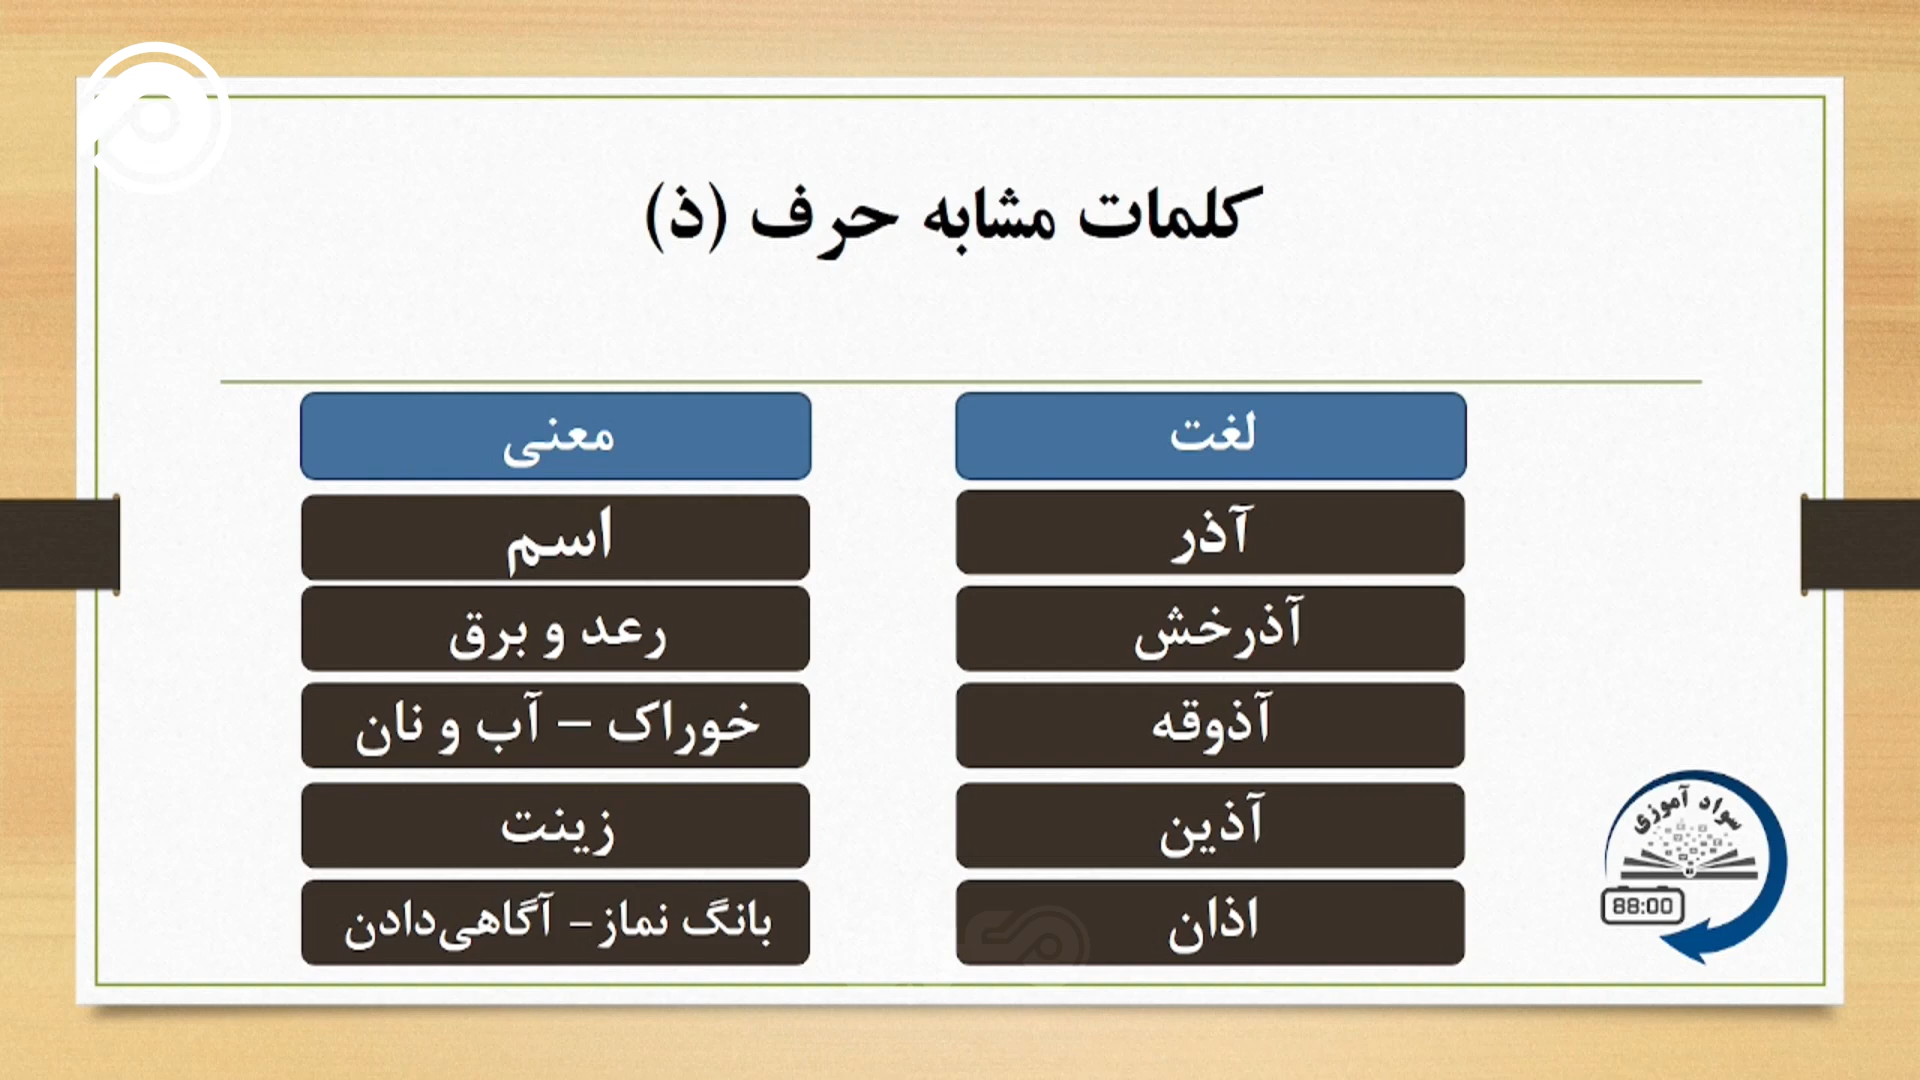 کلمات مشابه حرف (ذ)
لغت
معنی
آذر
اسم
آذرخش
رعد و برق
آذوقه
خوراک – آب و نان
آذین
زینت
اذان
بانگ نماز- آگاهی‌دادن
سواد آموزی
88:00